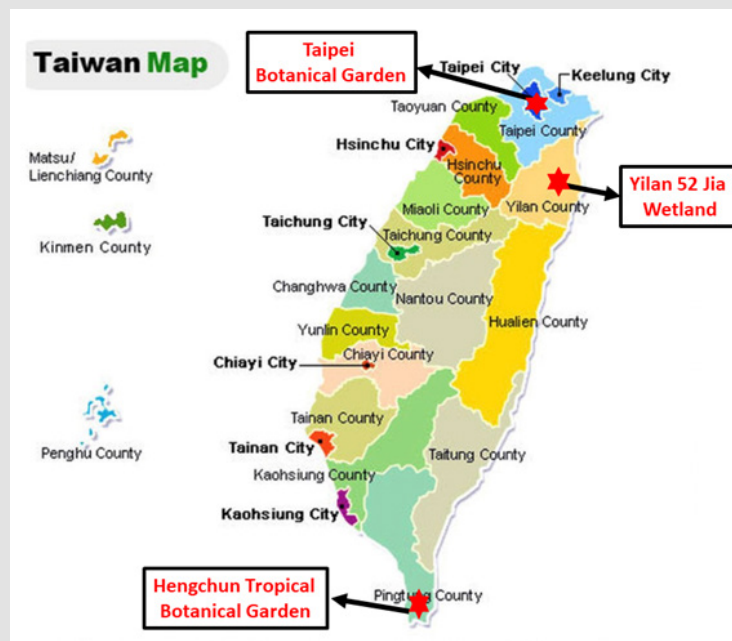 Taiwan Map
Taipei
Botanical Garden
Taipei City
Keelung City
Taoyuan County
Taipei County
Hsinchu City
Hsinchu
County
Matsu/
Lienchiang County
Yilan 52 Jia
Wetland
Miaoli County
Yilan County
Taichung City
Taichung County
Kinmen County
Changhwa County
Nantou County
Hualien County
Yunlin County
Chiayi City
Chiayi County
Tainan County
Penghu County
Tainan City
Taitung County
Kaohsiung County
Kaohsiung City
Hengchun Tropical
Botanical Garden
Pingtung County